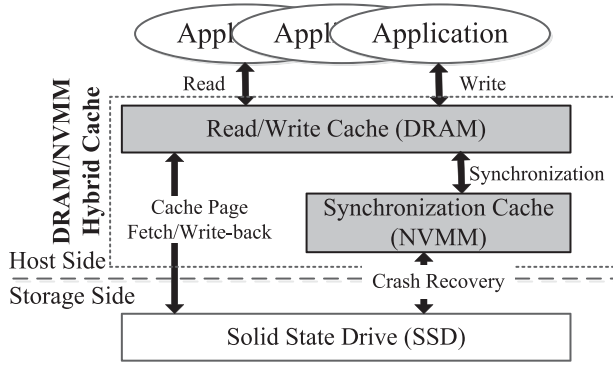 Appl
Appl
Application
Read
Write
DRAM/NVMM
Hybrid Cache
Read/Write Cache (DRAM)
Synchronization
Cache Page
Fetch/Write-back
Synchronization Cache
(NVMM)
Host Side
Crash Recovery
Storage Side
Solid State Drive (SSD)